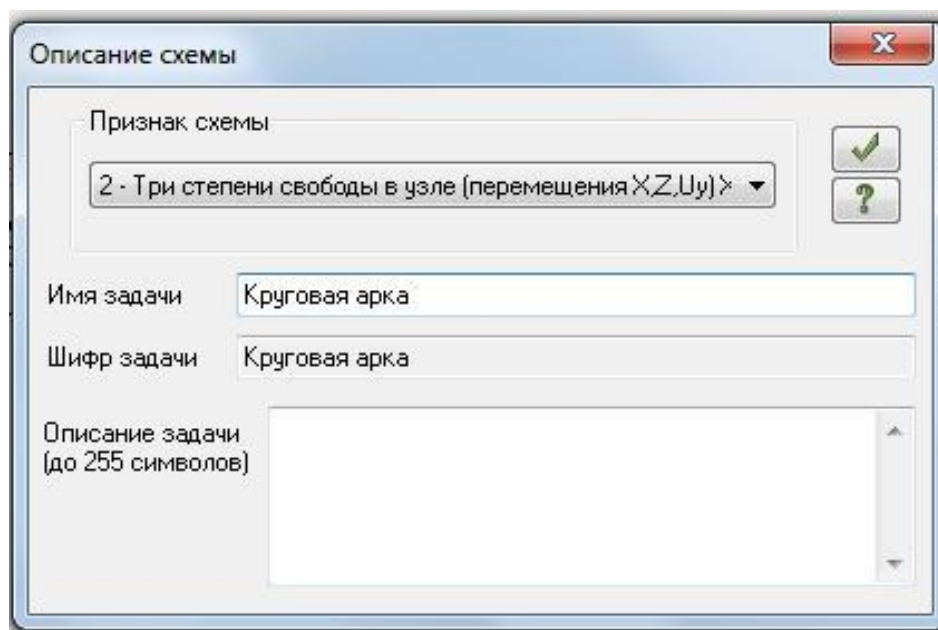 Описание схемы
Признак схемы
2 - Три степени свободы в узле (перемещения X,Z,Uy) X
Имя задачи
Круговая арка
Шифр задачи
Круговая арка
Описание задачи
(до 255 символов)